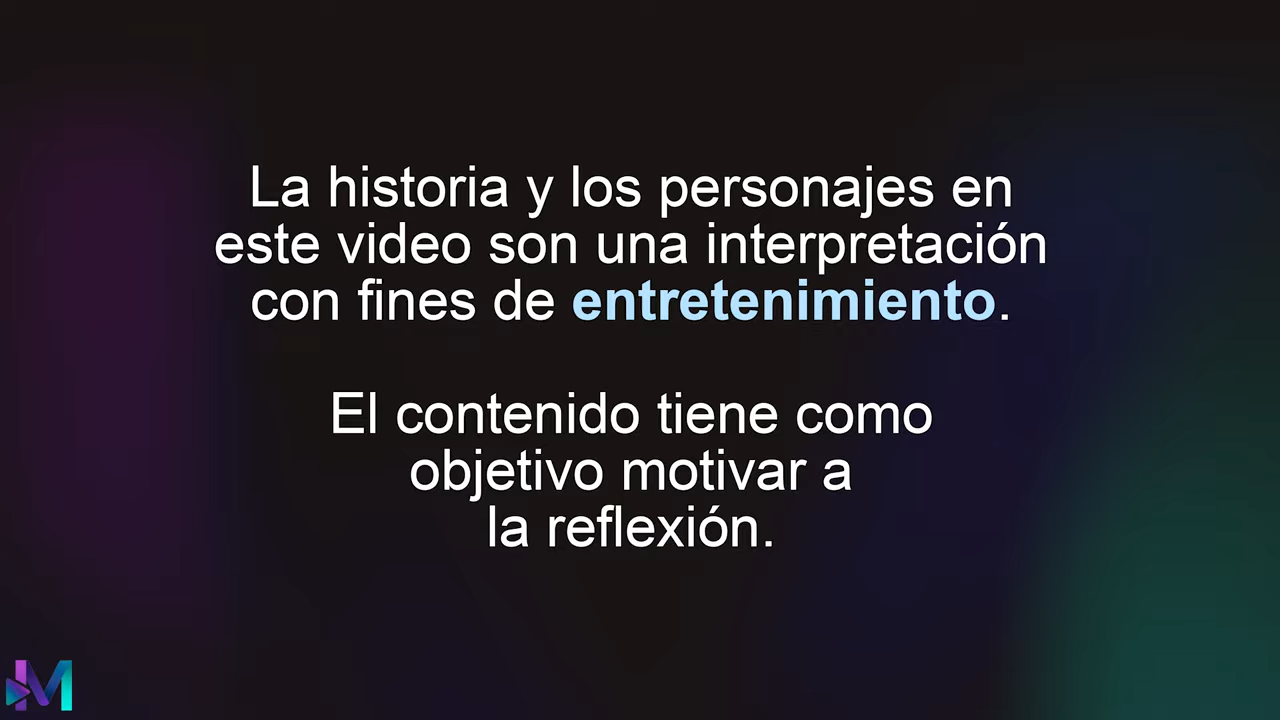 La historia y los personajes en
este video son una interpretación
con fines de entretenimiento.
El contenido tiene como
objetivo motivar a
la reflexión.
M